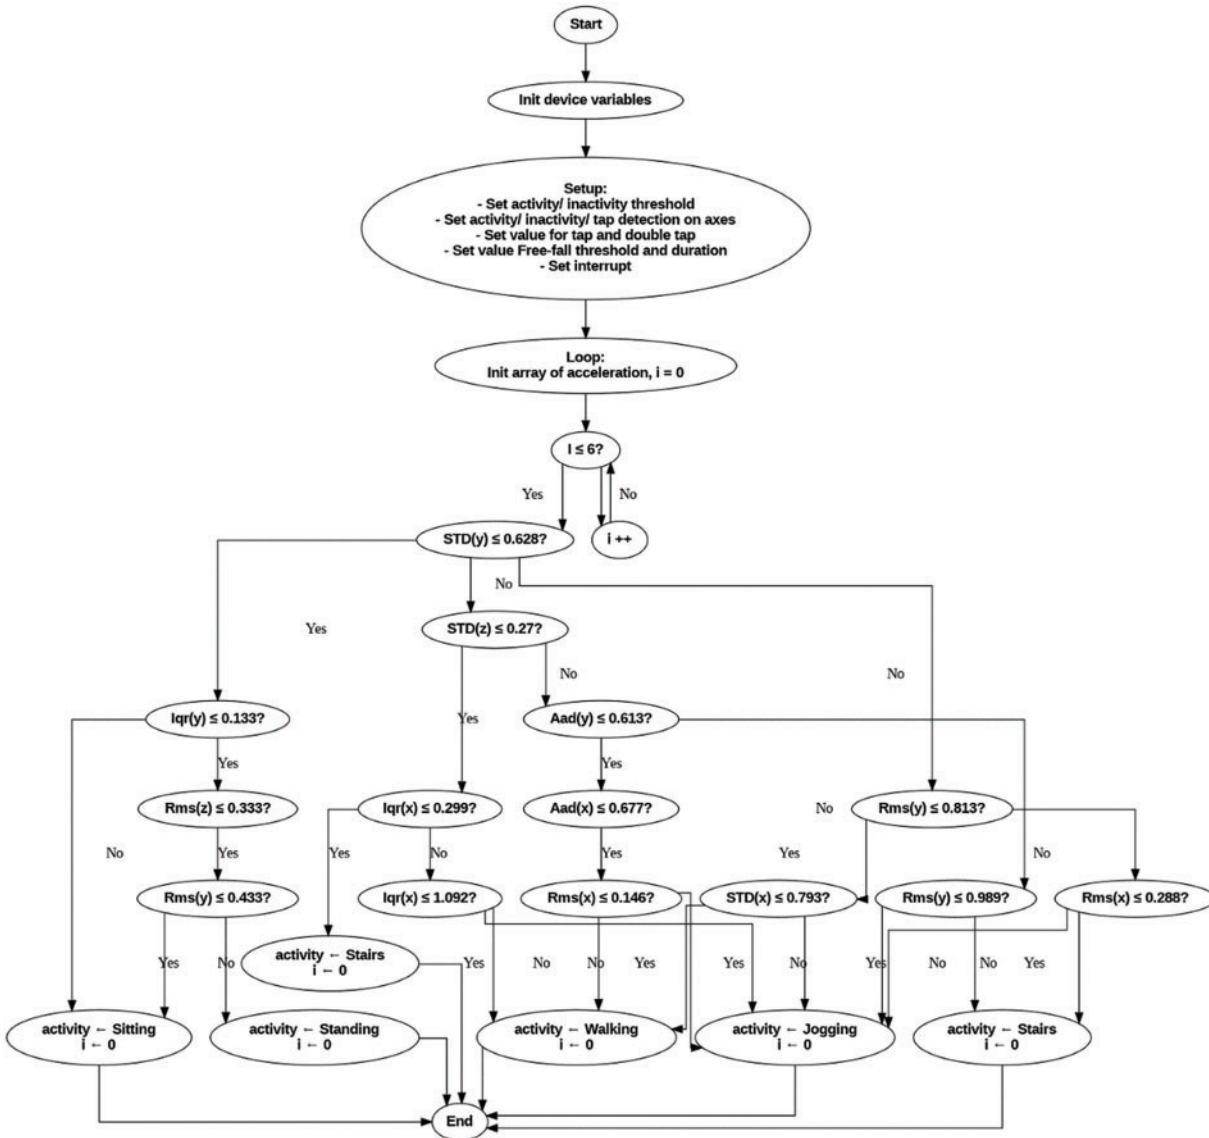 Start
Init device variables
Setup:
- Set activity/ inactivity threshold
- Set activity/ inactivity/ tap detection on axes
- Set value for tap and double tap
- Set value Free-fall threshold and duration
- Set interrupt
Loop:
Init array of acceleration, i = 0
I ≤ 6?
Yes
No
STD(y) ≤ 0.628?
i ++
No
Yes
STD(z) ≤ 0.27?
No
No
Iqr(y) ≤ 0.133?
Yes
Aad(y) ≤ 0.613?
Yes
Yes
Rms(z) ≤ 0.333?
Iqr(x) ≤ 0.299?
Aad(x) ≤ 0.677?
No
Rms(y) ≤ 0.813?
No
Yes
Yes
No
Yes
Yes
No
Rms(y) ≤ 0.433?
Iqr(x) ≤ 1.092?
Rms(x) ≤ 0.146?
STD(x) ≤ 0.793?
Rms(y) ≤ 0.989?
Rms(x) ≤ 0.288?
activity ← Stairs
i ← 0
Yes
No
Yes
No
No
Yes
Yes
No
Yes
No
No
Yes
activity ← Sitting
i ← 0
activity ← Standing
i ← 0
activity ← Walking
i ← 0
activity ← Jogging
i ← 0
activity ← Stairs
i ← 0
End